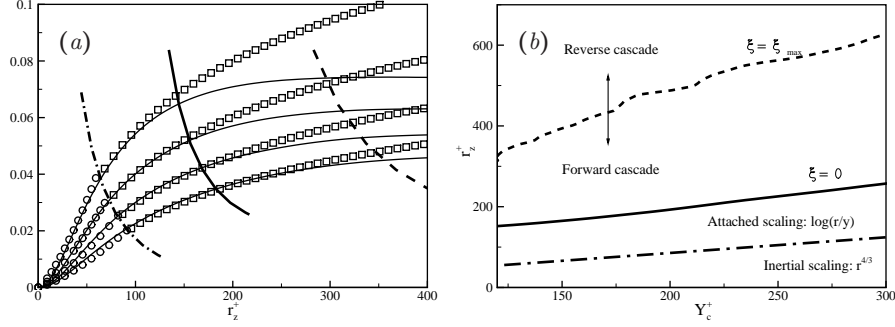 (a)
0.1
0.08
0.06
0.04
0.02
0
0 100 200 300 400
r_z^+
(b)
600
400
200
0
r_z^+
Reverse cascade
ξ = ξ_max
Forward cascade
ξ = 0
Attached scaling: log(r/y)
Inertial scaling: r^4/3
150 200 250 300
Y_c^+